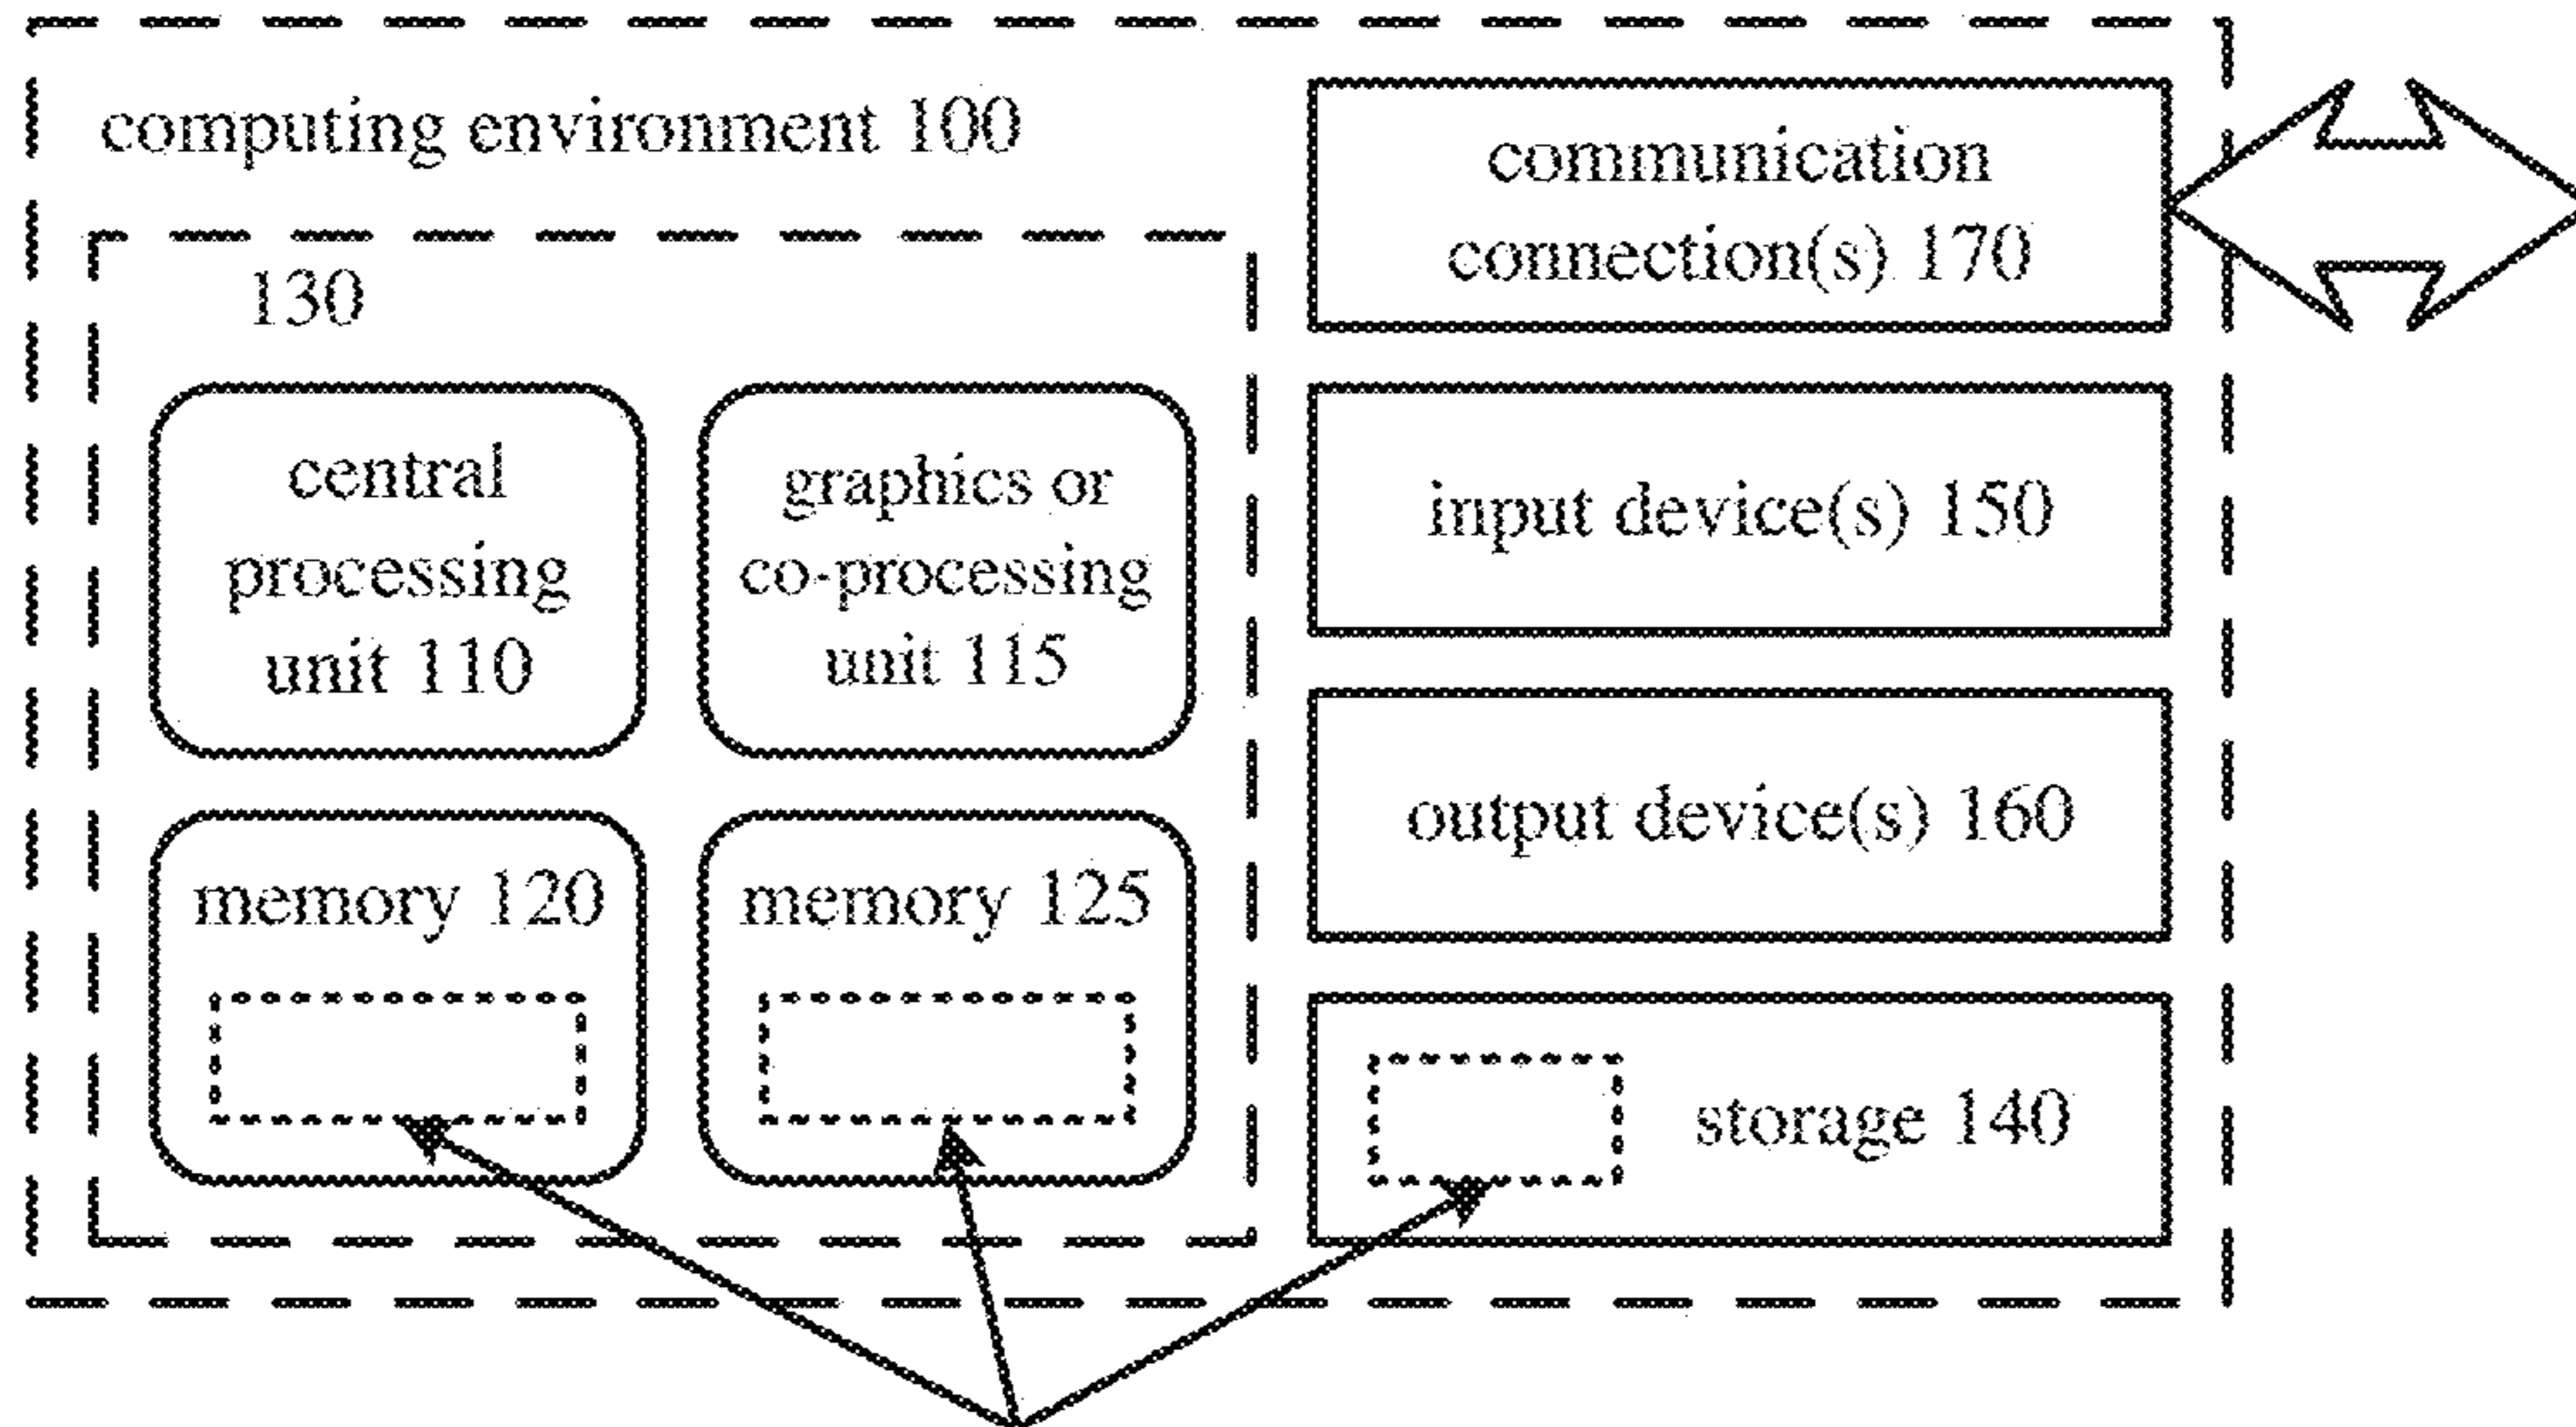 computing environment 100
130
central
processing
unit 110
graphics or
co-processing
unit 115
memory 120
memory 125
communication
connection(s) 170
input device(s) 150
output device(s) 160
storage 140